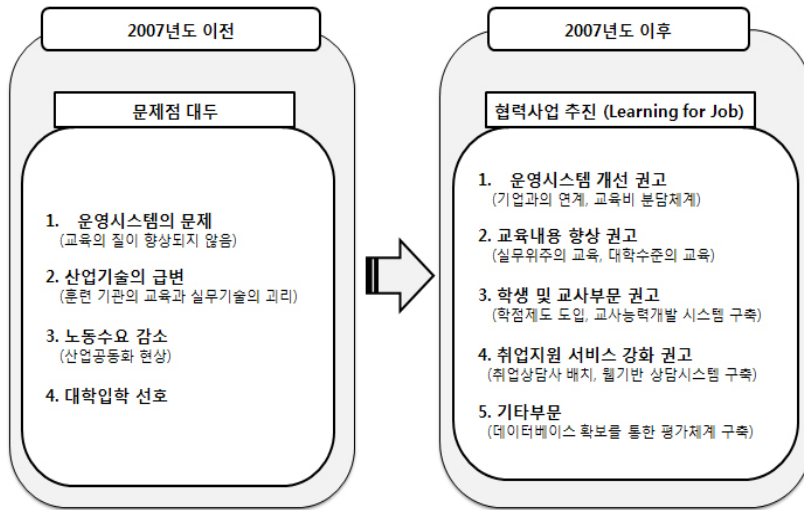 2007년도 이전
문제점 대두
1. 운영시스템의 문제
(교육의 질이 향상되지 않음)
2. 산업기술의 급변
(훈련 기관의 교육과 실무기술의 괴리)
3. 노동수요 감소
(산업공동화 현상)
4. 대학입학 선호
2007년도 이후
협력사업 추진 (Learning for Job)
1. 운영시스템 개선 권고
(기업과의 연계, 교육비 분담체계)
2. 교육내용 향상 권고
(실무위주의 교육, 대학수준의 교육)
3. 학생 및 교사부문 권고
(학점제도 도입, 교사능력개발 시스템 구축)
4. 취업지원 서비스 강화 권고
(취업상담사 배치, 웹기반 상담시스템 구축)
5. 기타부문
(데이터베이스 확보를 통한 평가체계 구축)